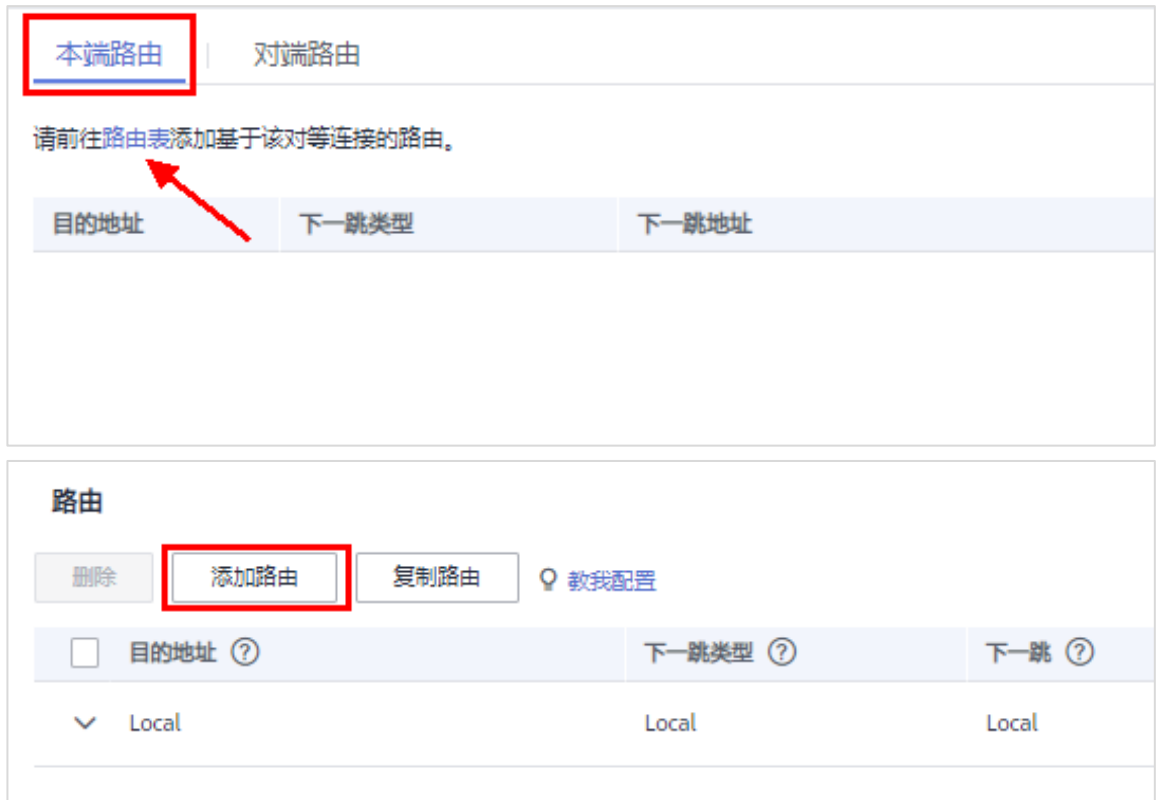 本端路由 对端路由
请前往路由表添加基于该对等连接的路由。
目的地址 下一跳类型 下一跳地址
路由
删除 添加路由 复制路由 教我配置
目的地址 ? 下一跳类型 ? 下一跳 ?
Local Local Local